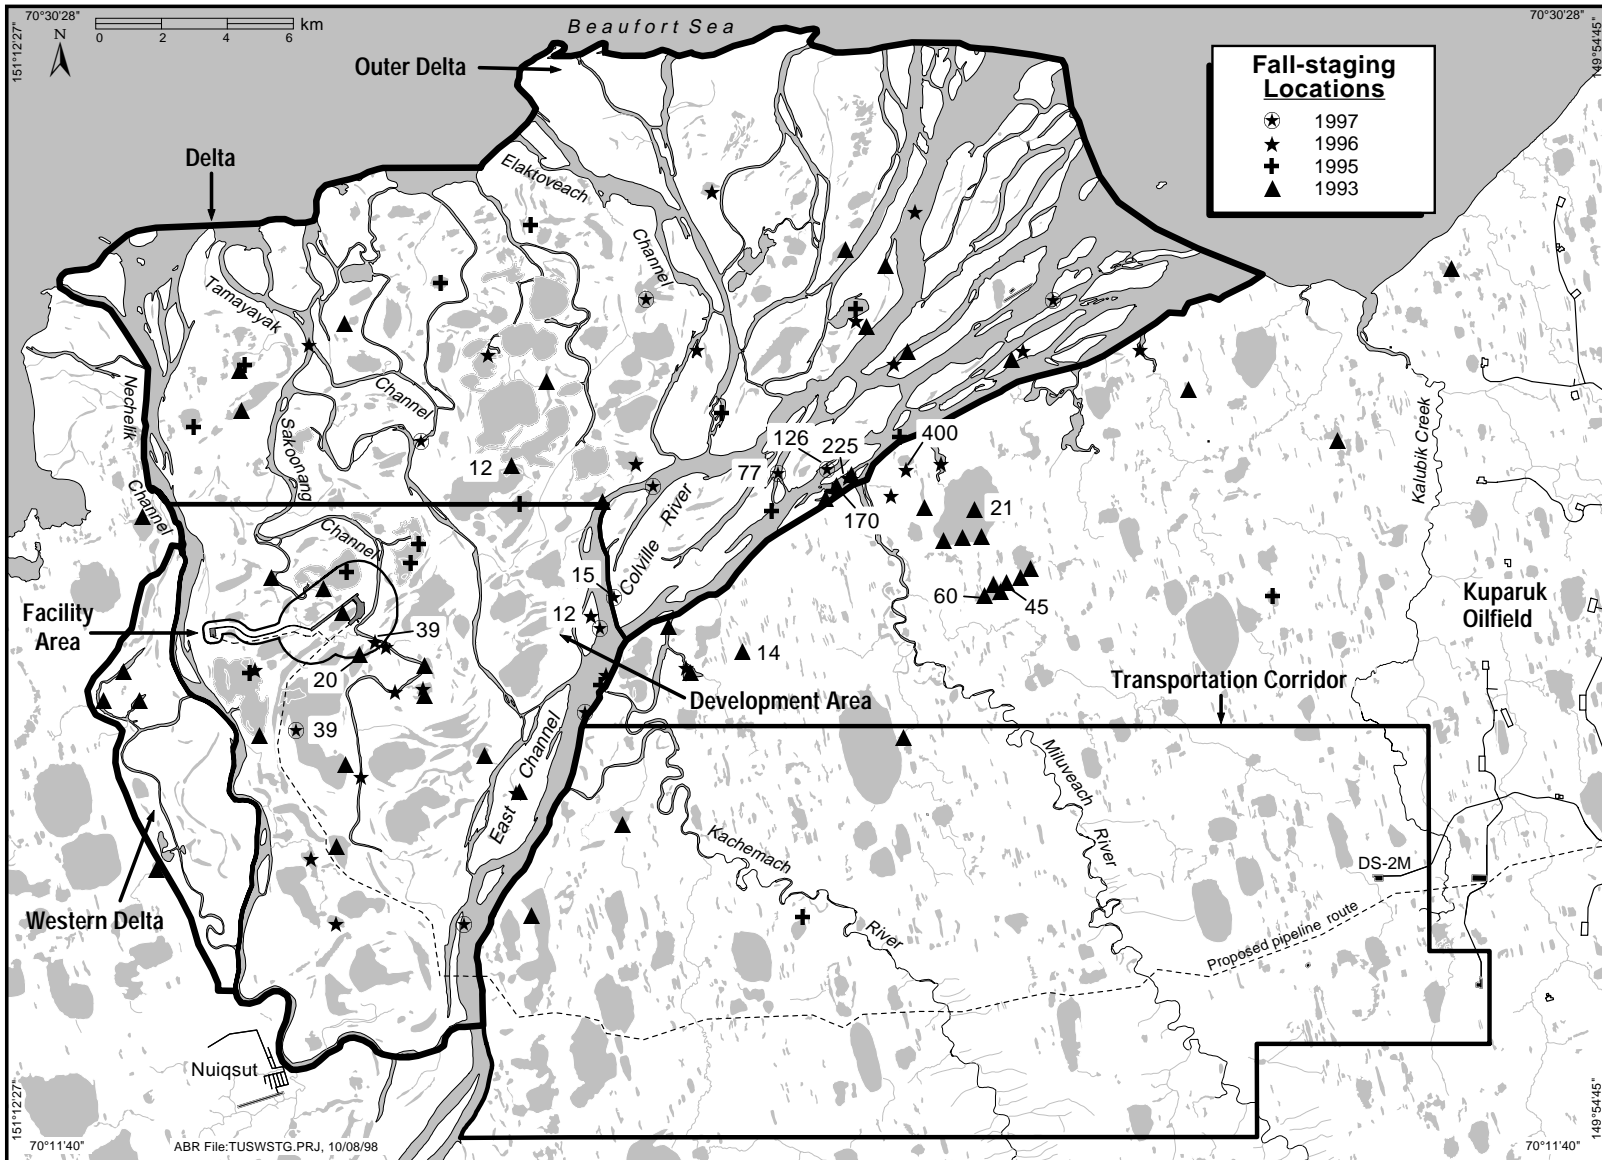 70°30'28"
70°30'28"
151°12'27"
149°54'45"
N
km
0 2 4 6
Beaufort Sea
Outer Delta
Fall-staging
Locations
1997
1996
1995
1993
Delta
Elaktoveach
Channel
Tamayayak
Channel
Nechelik
Channel
Sakoonang
Channel
Kalubik Creek
12
77
126
225
400
170
21
River
Colville
15
12
60
45
Kuparuk
Oilfield
Facility
Area
39
20
14
Development Area
Transportation Corridor
39
East Channel
Miluveach
River
Kachemach
River
DS-2M
Western Delta
Proposed pipeline route
Nuiqsut
151°12'27"
149°54'45"
70°11'40"
ABR File:TUSWSTG.PRJ, 10/08/98
70°11'40"